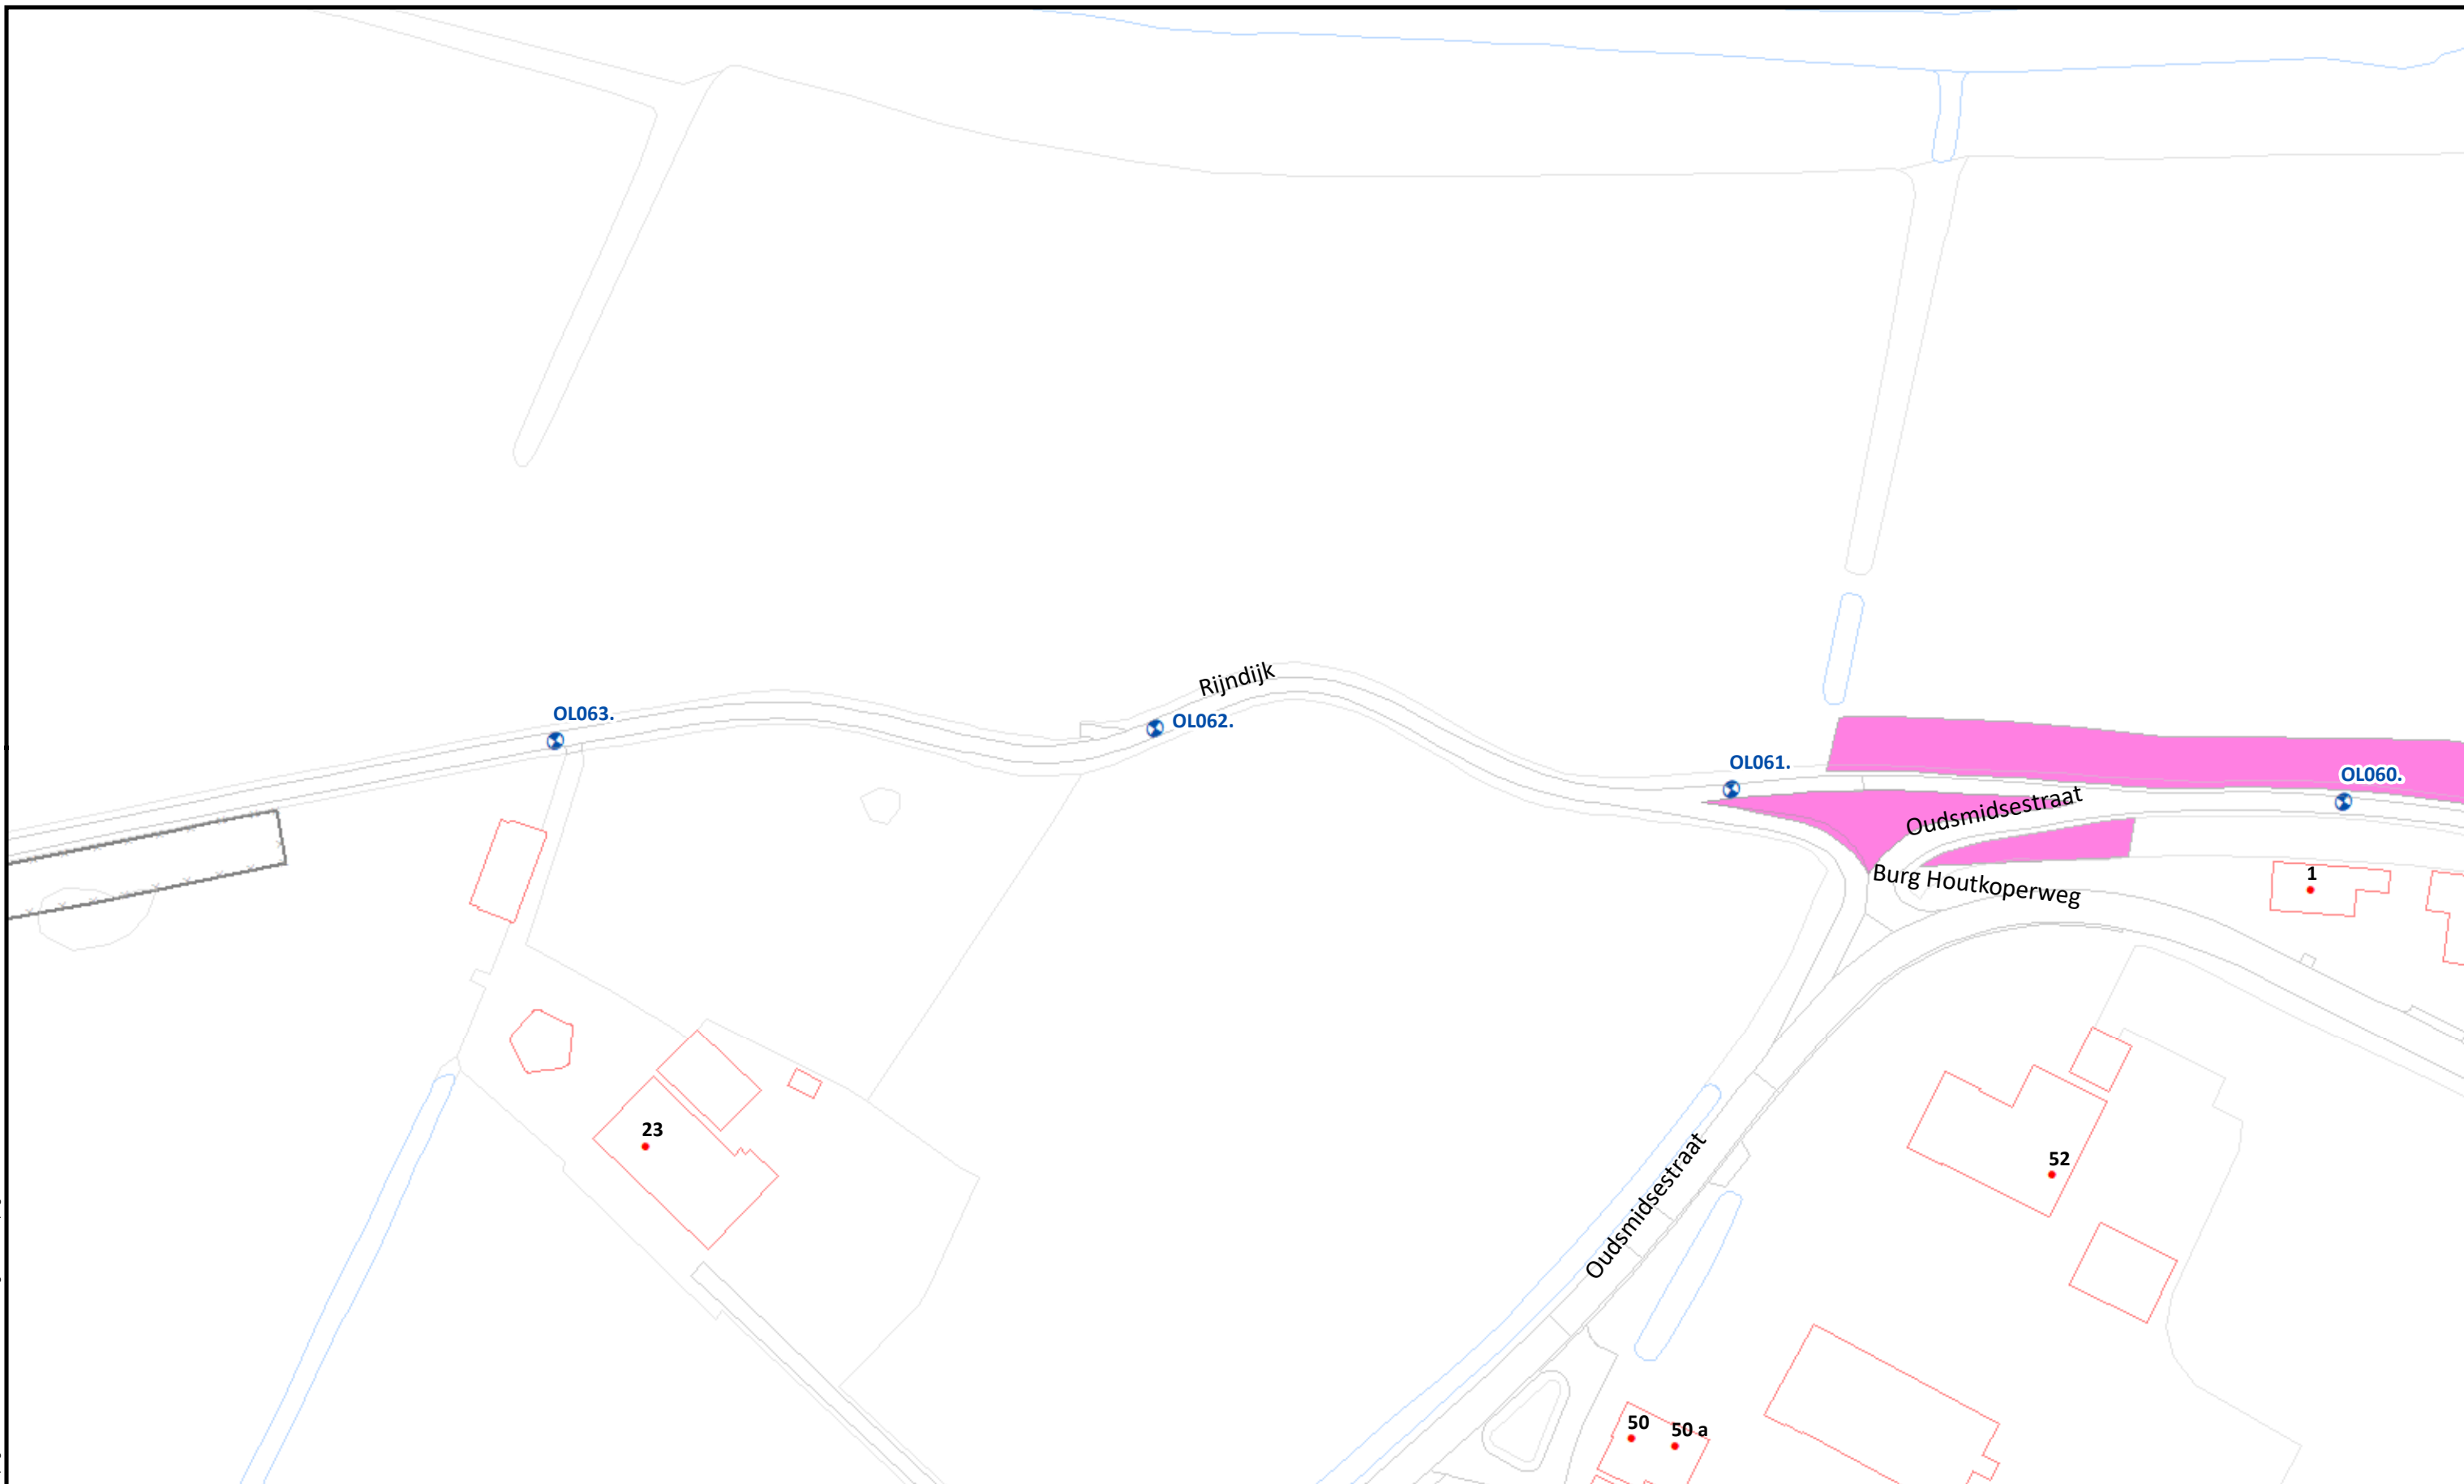 Rijndijk
OL063.
OL062.
OL061.
OL060.
Oudsmidsestraat
Burg Houtkoperweg
1
23
52
Oudsmidsestraat
50
50 a